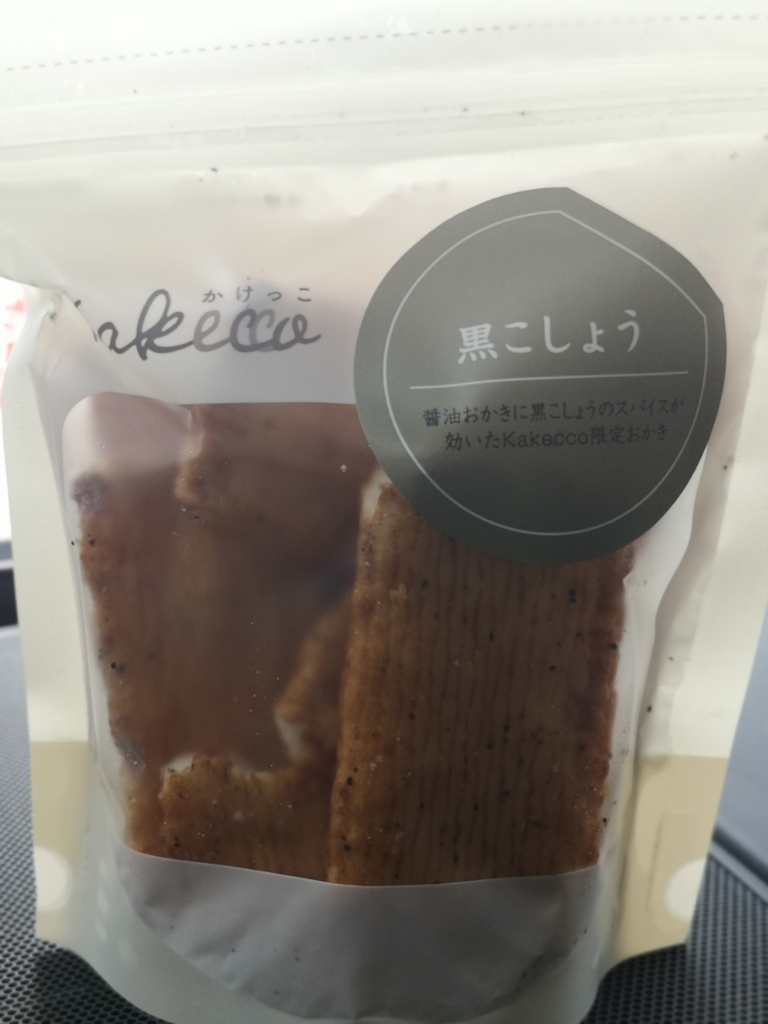 かけっこ
kakecco
黒こしょう
醤油おかきに黒こしょうのスパイスが
効いたKakecco限定おかき